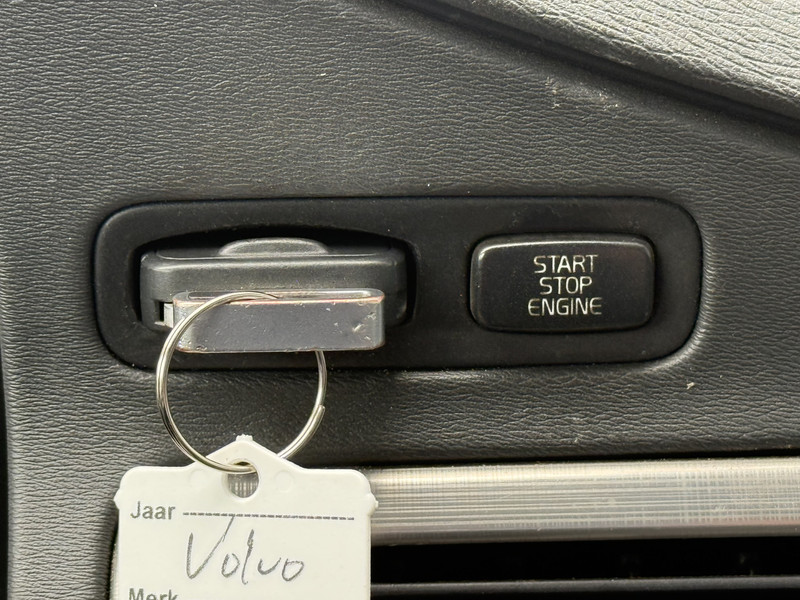 START
STOP
ENGINE
Jaar
Volvo
Merk